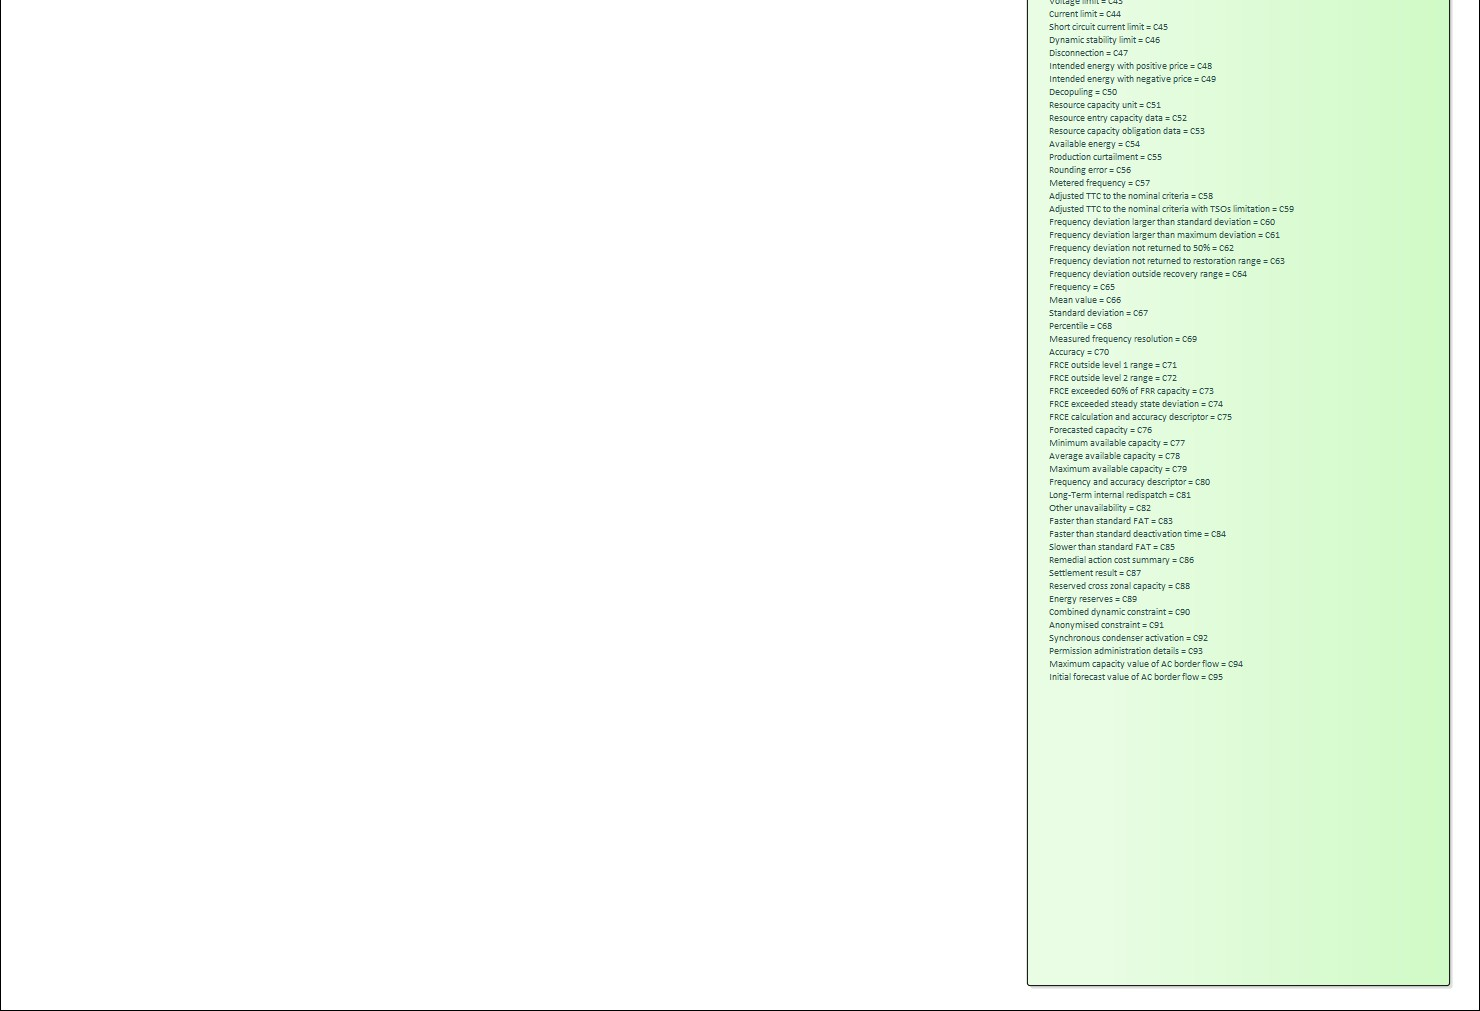 Voltage limit = C43
Current limit = C44
Short circuit current limit = C45
Dynamic stability limit = C46
Disconnection = C47
Intended energy with positive price = C48
Intended energy with negative price = C49
Decopuling = C50
Resource capacity unit = C51
Resource entry capacity data = C52
Resource capacity obligation data = C53
Available energy = C54
Production curtailment = C55
Rounding error = C56
Metered frequency = C57
Adjusted TTC to the nominal criteria = C58
Adjusted TTC to the nominal criteria with TSOs limitation = C59
Frequency deviation larger than standard deviation = C60
Frequency deviation larger than maximum deviation = C61
Frequency deviation not returned to 50% = C62
Frequency deviation not returned to restoration range = C63
Frequency deviation outside recovery range = C64
Frequency = C65
Mean value = C66
Standard deviation = C67
Percentile = C68
Measured frequency resolution = C69
Accuracy = C70
FRCE outside level 1 range = C71
FRCE outside level 2 range = C72
FRCE exceeded 60% of FRR capacity = C73
FRCE exceeded steady state deviation = C74
FRCE calculation and accuracy descriptor = C75
Forecasted capacity = C76
Minimum available capacity = C77
Average available capacity = C78
Maximum available capacity = C79
Frequency and accuracy descriptor = C80
Long-Term internal redispatch = C81
Other unavailability = C82
Faster than standard FAT = C83
Faster than standard deactivation time = C84
Slower than standard FAT = C85
Remedial action cost summary = C86
Settlement result = C87
Reserved cross zonal capacity = C88
Energy reserves = C89
Combined dynamic constraint = C90
Anonymised constraint = C91
Synchronous condenser activation = C92
Permission administration details = C93
Maximum capacity value of AC border flow = C94
Initial forecast value of AC border flow = C95